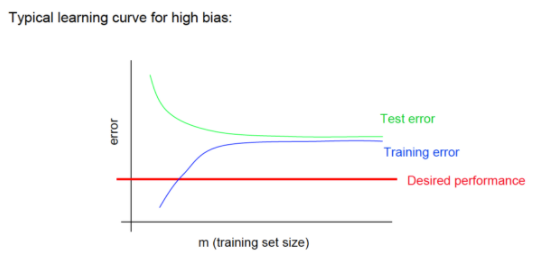 Typical learning curve for high bias:
error
Test error
Training error
Desired performance
m (training set size)